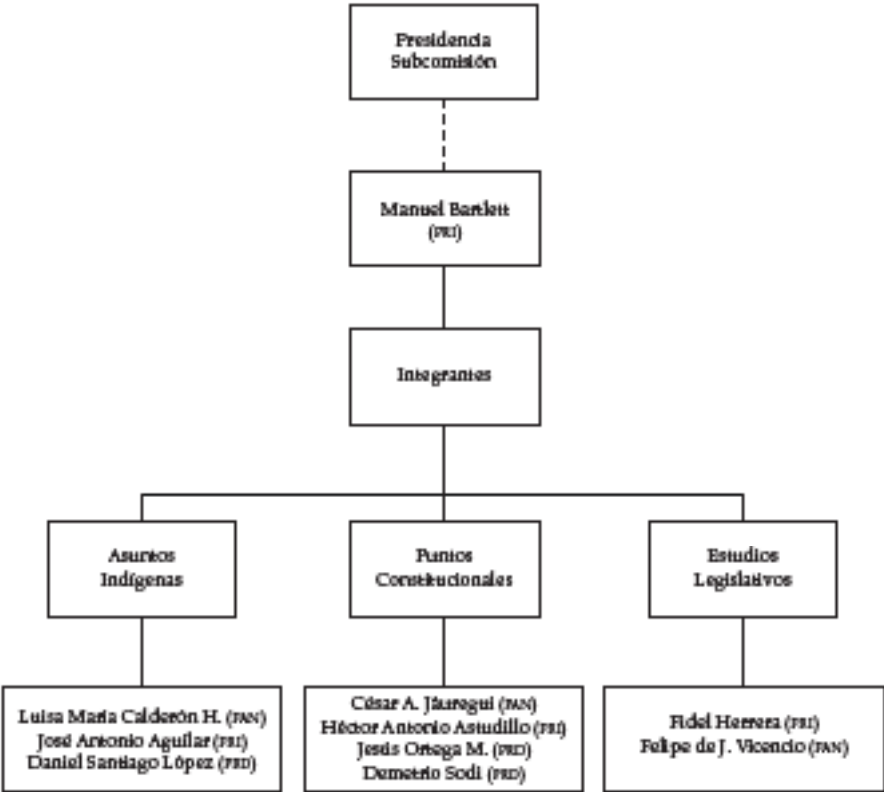 Presidencia
Subcomisión
Manuel Bartlett
(PRI)
Integrantes
Asuntos
Indígenas
Puntos
Constitucionales
Estudios
Legislativos
Luisa María Calderón H. (PAN)
José Antonio Aguilar (PRI)
Daniel Santiago López (PRD)
César A. Jáuregui (PAN)
Héctor Antonio Astudillo (PRI)
Jesús Ortega M. (PRD)
Demetrio Sodi (PRD)
Fidel Herrera (PRI)
Felipe de J. Vicencio (PAN)